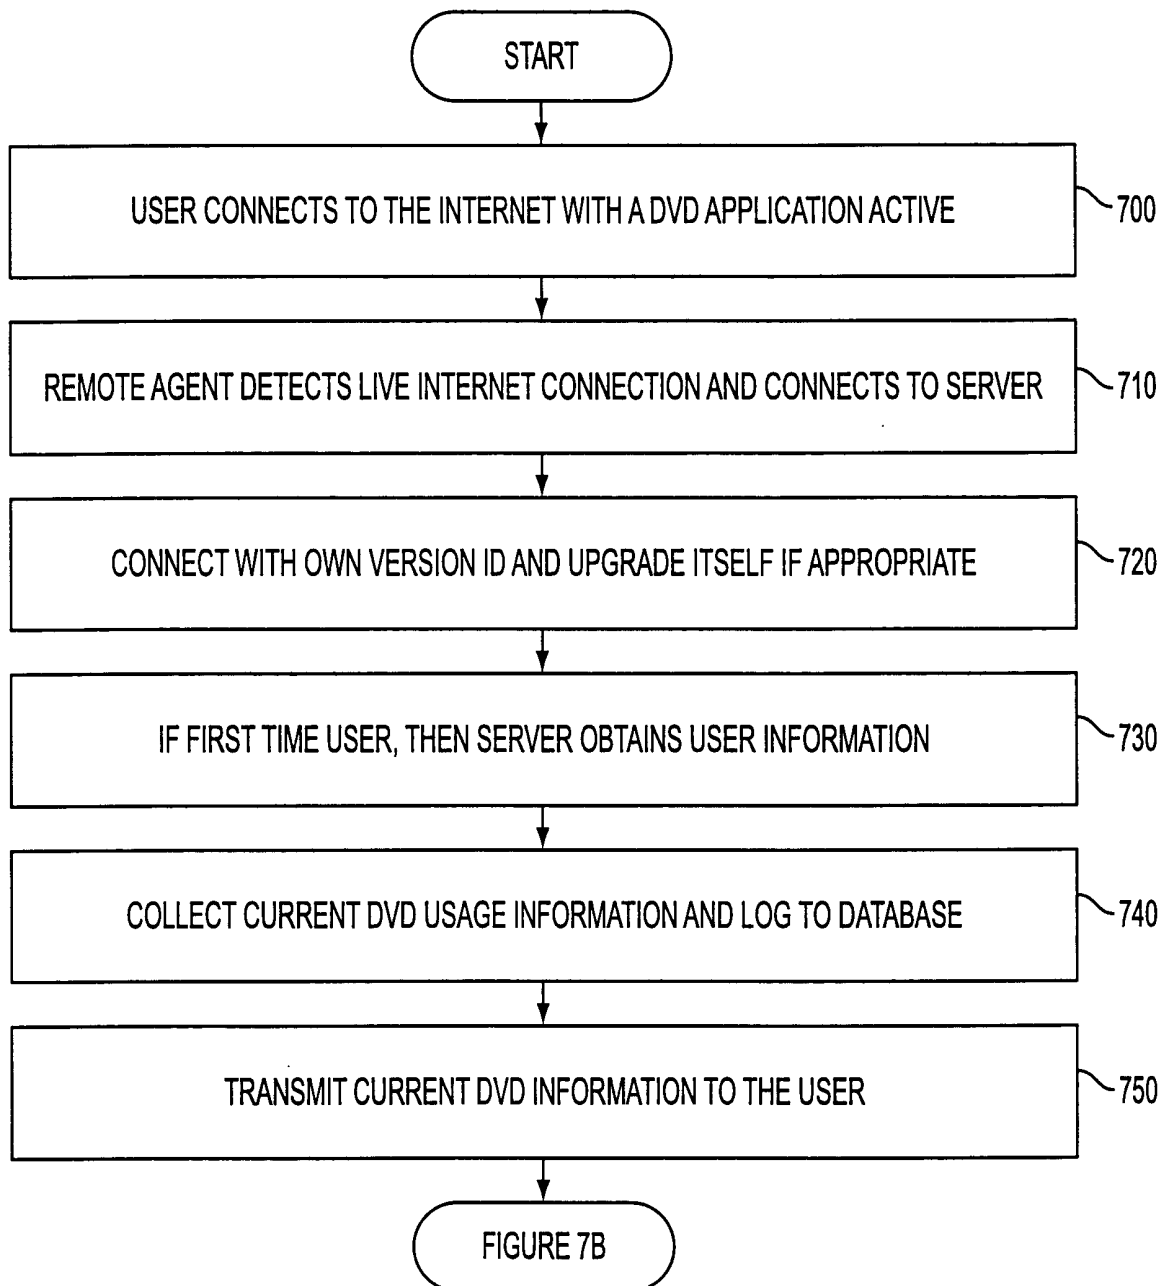 START
USER CONNECTS TO THE INTERNET WITH A DVD APPLICATION ACTIVE
700
REMOTE AGENT DETECTS LIVE INTERNET CONNECTION AND CONNECTS TO SERVER
710
CONNECT WITH OWN VERSION ID AND UPGRADE ITSELF IF APPROPRIATE
720
IF FIRST TIME USER, THEN SERVER OBTAINS USER INFORMATION
730
COLLECT CURRENT DVD USAGE INFORMATION AND LOG TO DATABASE
740
TRANSMIT CURRENT DVD INFORMATION TO THE USER
750
FIGURE 7B